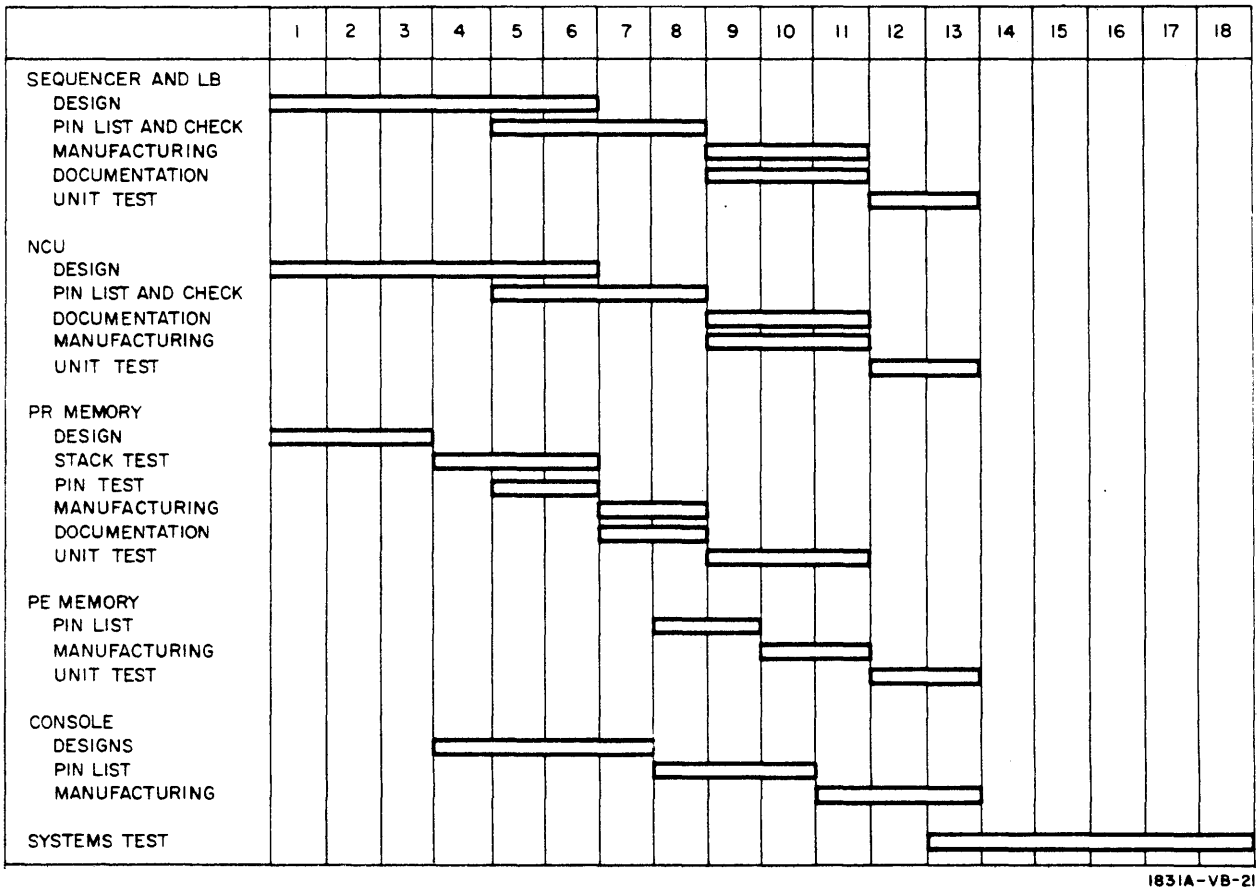 1 2 3 4 5 6 7 8 9 10 11 12 13 14 15 16 17 18
SEQUENCER AND LB
DESIGN
PIN LIST AND CHECK
MANUFACTURING
DOCUMENTATION
UNIT TEST
NCU
DESIGN
PIN LIST AND CHECK
DOCUMENTATION
MANUFACTURING
UNIT TEST
PR MEMORY
DESIGN
STACK TEST
PIN TEST
MANUFACTURING
DOCUMENTATION
UNIT TEST
PE MEMORY
PIN LIST
MANUFACTURING
UNIT TEST
CONSOLE
DESIGNS
PIN LIST
MANUFACTURING
SYSTEMS TEST
1831A-VB-21